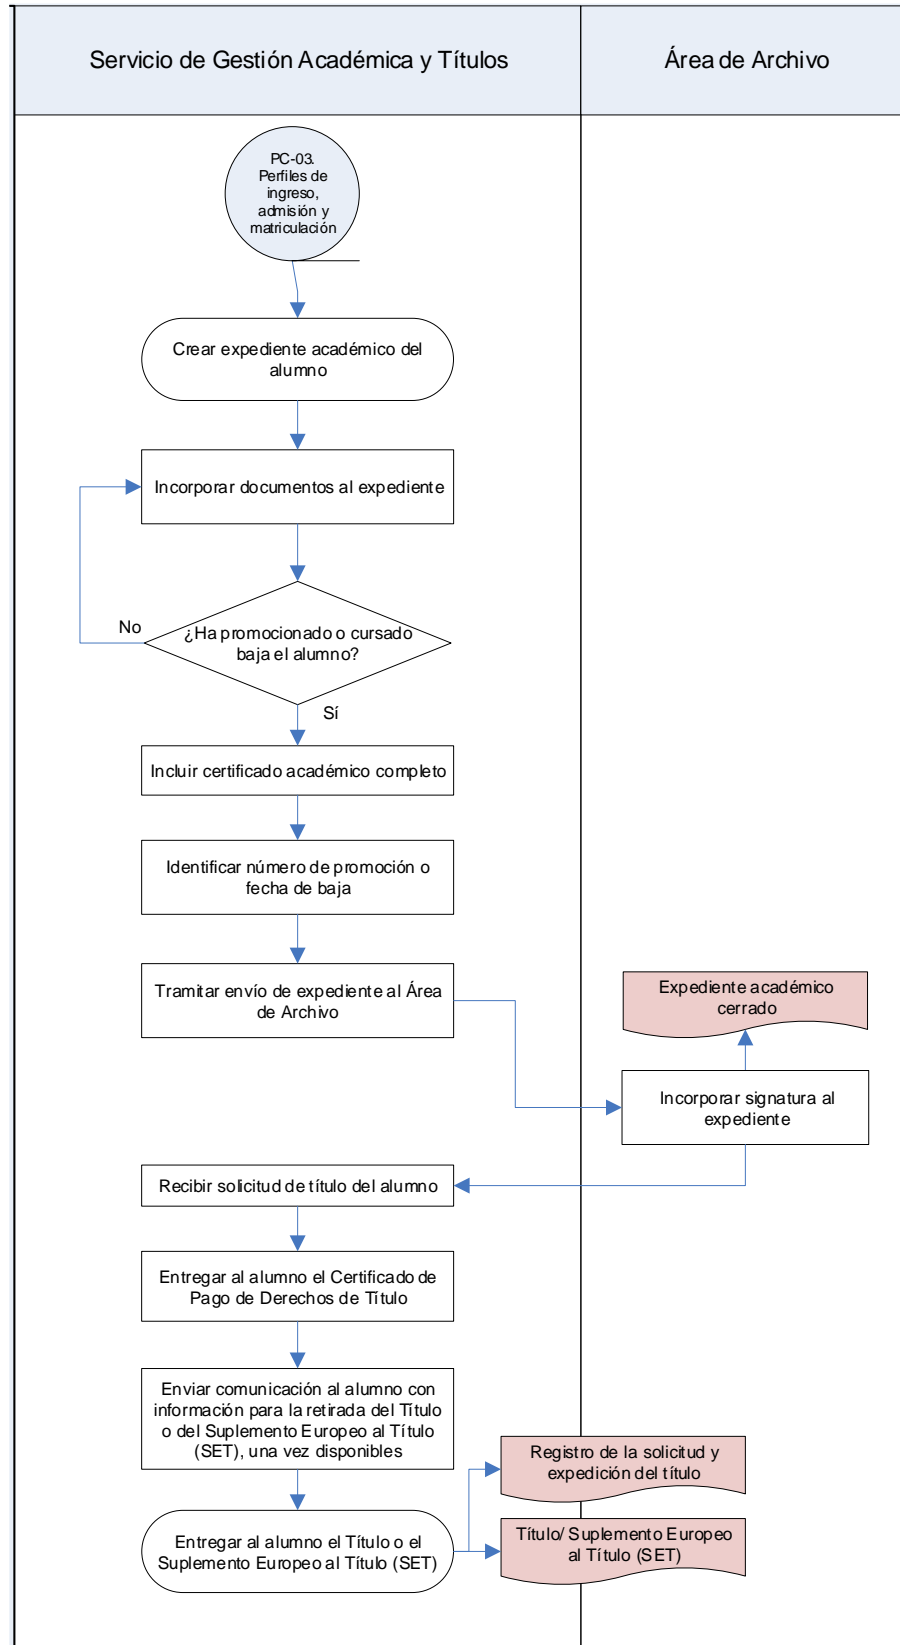 Servicio de Gestión Académica y Títulos
Área de Archivo
PC-03.
Perfiles de
ingreso,
admisión y
matriculación
Crear expediente académico del
alumno
Incorporar documentos al expediente
No
¿Ha promocionado o cursado
baja el alumno?
Sí
Incluir certificado académico completo
Identificar número de promoción o
fecha de baja
Tramitar envío de expediente al Área
de Archivo
Expediente académico
cerrado
Incorporar signatura al
expediente
Recibir solicitud de título del alumno
Entregar al alumno el Certificado de
Pago de Derechos de Título
Enviar comunicación al alumno con
información para la retirada del Título
o del Suplemento Europeo al Título
(SET), una vez disponibles
Registro de la solicitud y
expedición del título
Entregar al alumno el Título o el
Suplemento Europeo al Título (SET)
Título/ Suplemento Europeo
al Título (SET)